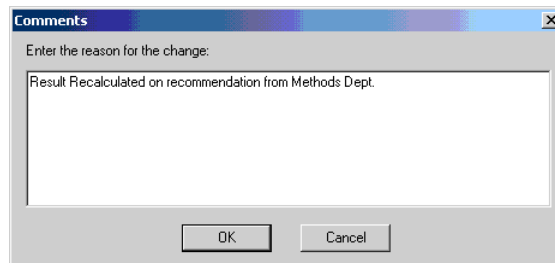 Comments
Enter the reason for the change:
Result Recalculated on recommendation from Methods Dept.
OK Cancel